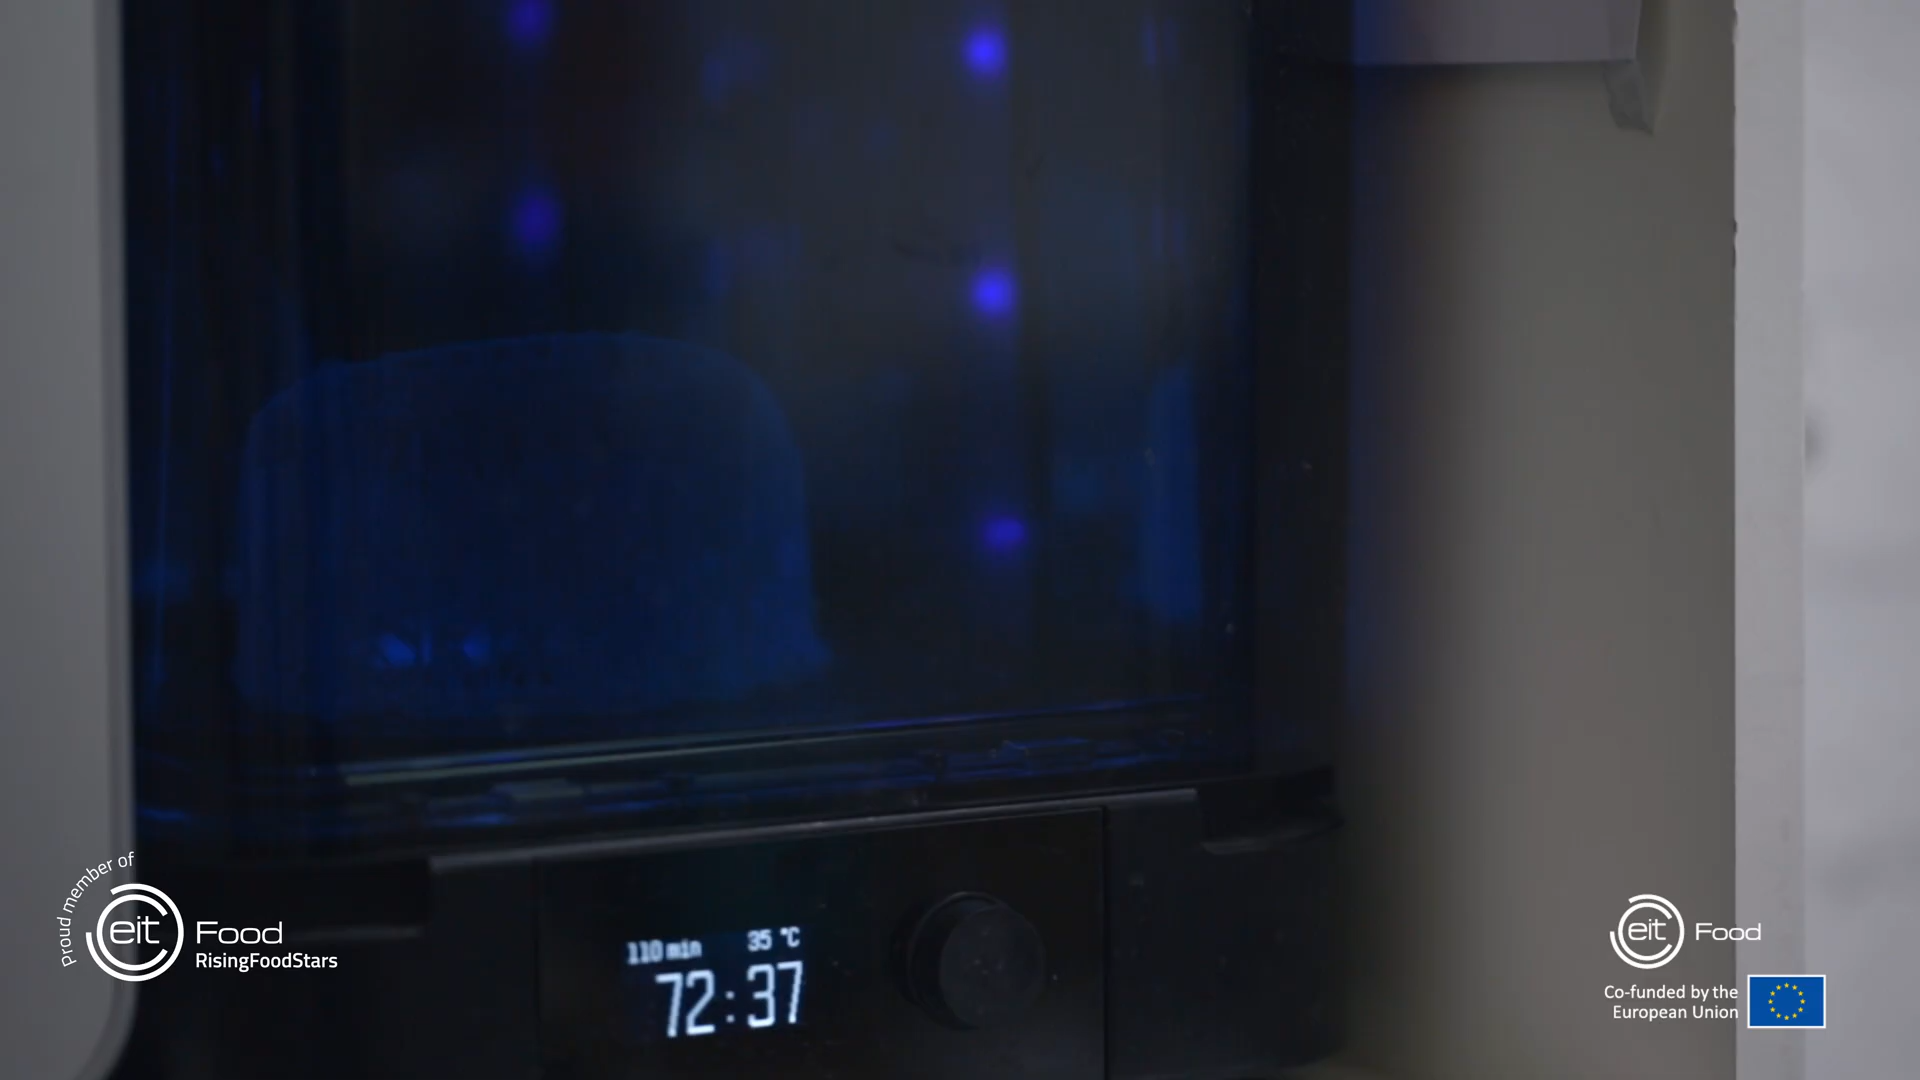 Proud member of
eit Food
RisingFoodStars
110 min 35 °C
72:37
eit Food
Co-funded by the
European Union